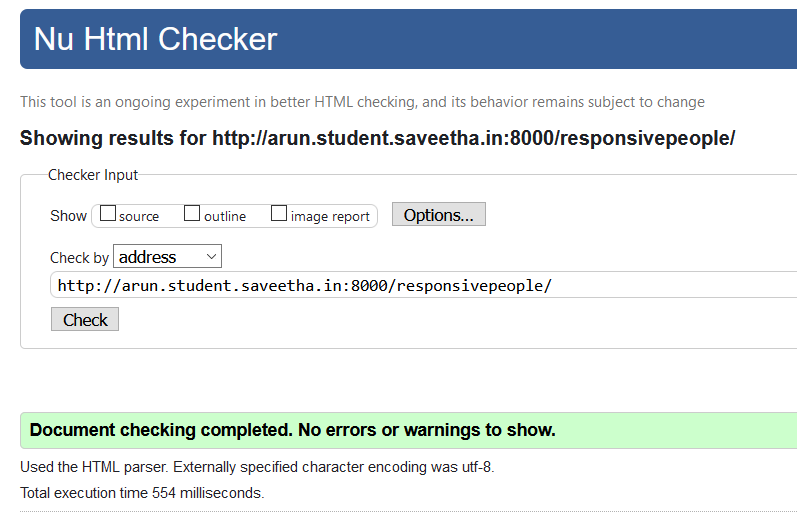 Nu Html Checker
This tool is an ongoing experiment in better HTML checking, and its behavior remains subject to change
Showing results for http://arun.student.saveetha.in:8000/responsivepeople/
Checker Input
Show source outline image report Options...
Check by address
http://arun.student.saveetha.in:8000/responsivepeople/
Check
Document checking completed. No errors or warnings to show.
Used the HTML parser. Externally specified character encoding was utf-8.
Total execution time 554 milliseconds.